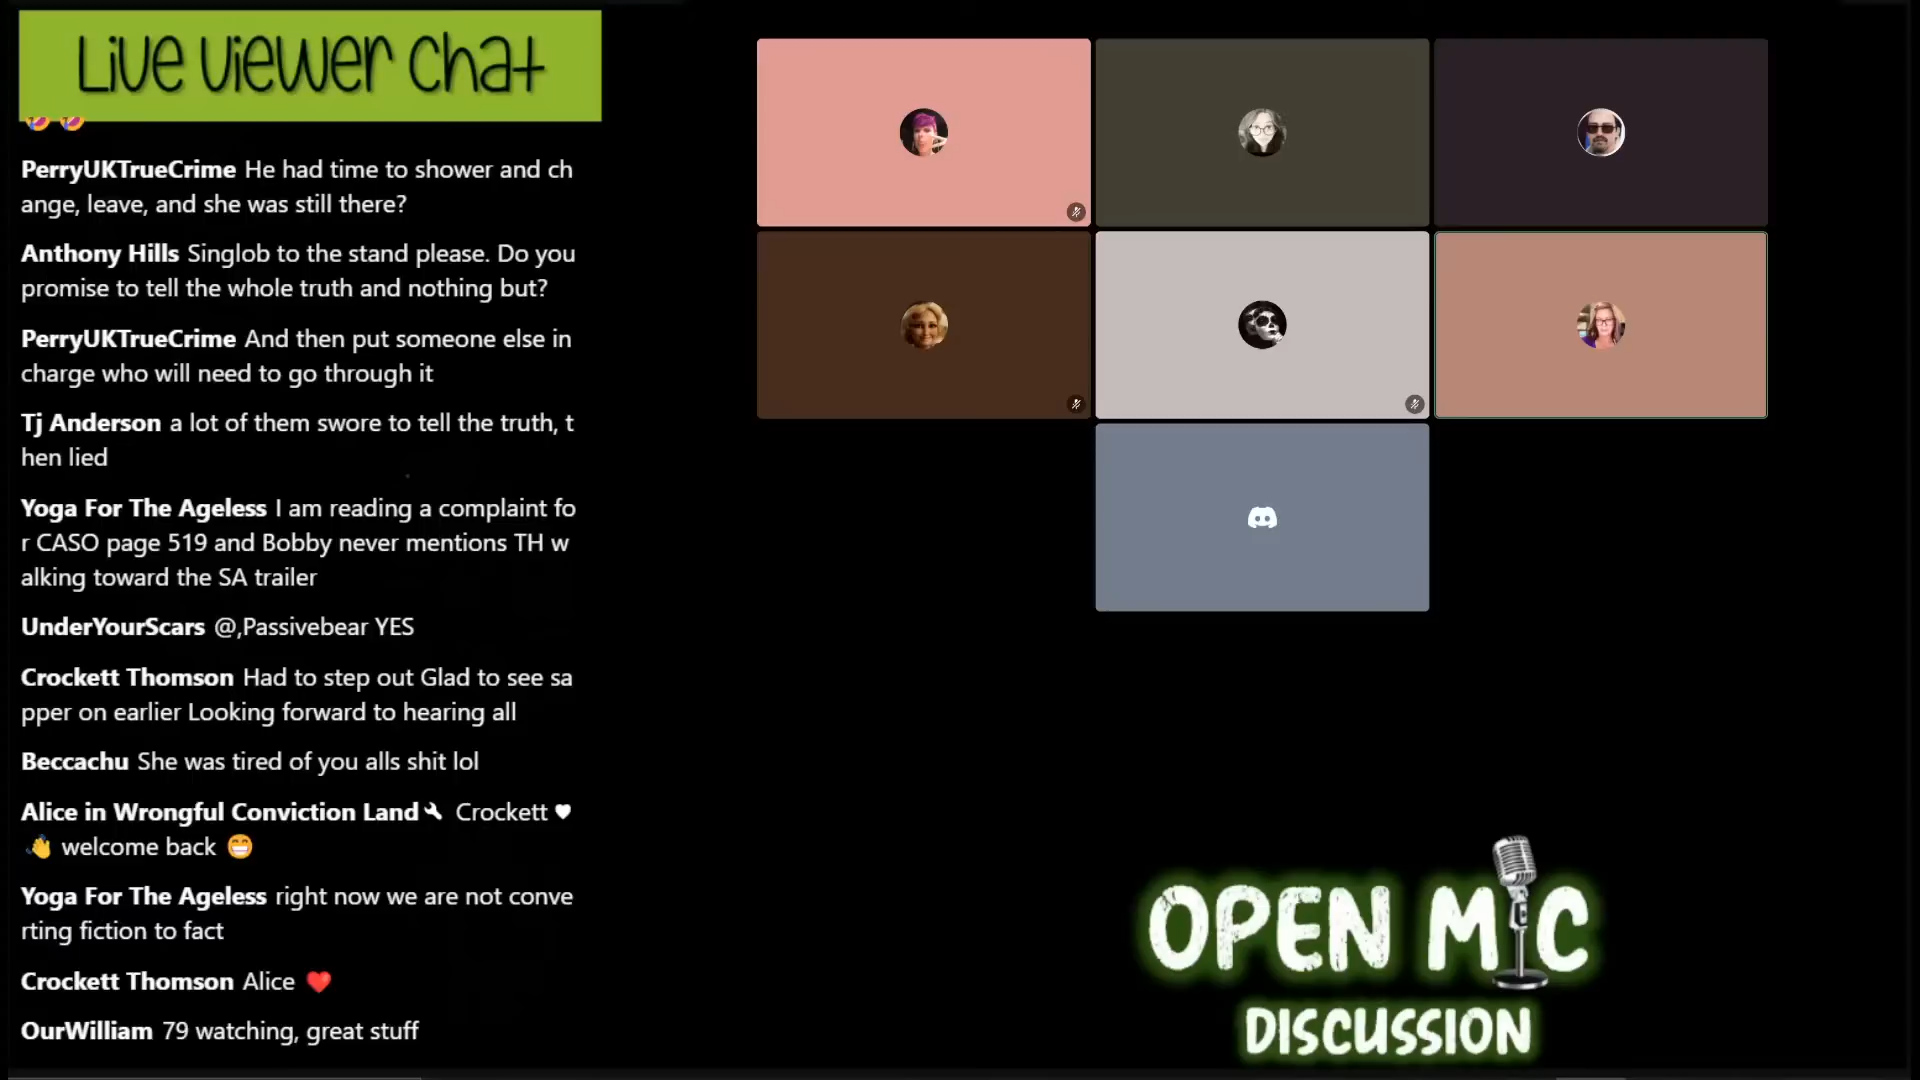 Live Viewer Chat
PerryUKTrueCrime He had time to shower and ch
ange, leave, and she was still there?
Anthony Hills Singlob to the stand please. Do you
promise to tell the whole truth and nothing but?
PerryUKTrueCrime And then put someone else in
charge who will need to go through it
Tj Anderson a lot of them swore to tell the truth, t
hen lied
Yoga For The Ageless I am reading a complaint fo
r CASO page 519 and Bobby never mentions TH w
alking toward the SA trailer
UnderYourScars @,Passivebear YES
Crockett Thomson Had to step out Glad to see sa
pper on earlier Looking forward to hearing all
Beccachu She was tired of you alls shit lol
Alice in Wrongful Conviction Land Crockett 🖤
👋 welcome back 😁
Yoga For The Ageless right now we are not conve
rting fiction to fact
Crockett Thomson Alice ❤️
OurWilliam 79 watching, great stuff
OPEN MIC
DISCUSSION